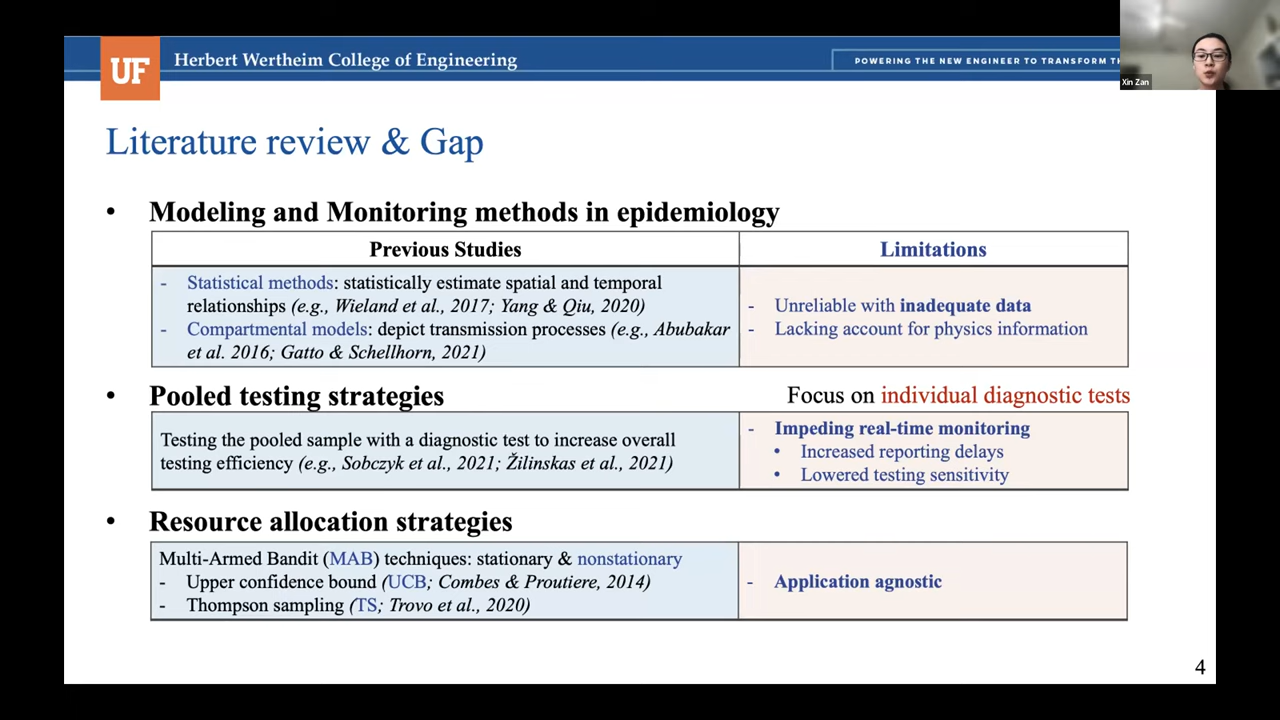 UF
Herbert Wertheim College of Engineering
POWERING THE NEW ENGINEER TO TRANSFORM
Xin Zan
Literature review & Gap
• Modeling and Monitoring methods in epidemiology
Previous Studies
Limitations
- Statistical methods: statistically estimate spatial and temporal
relationships (e.g., Wieland et al., 2017; Yang & Qiu, 2020)
- Compartmental models: depict transmission processes (e.g., Abubakar
et al. 2016; Gatto & Schellhorn, 2021)
- Unreliable with inadequate data
- Lacking account for physics information
• Pooled testing strategies
Focus on individual diagnostic tests
Testing the pooled sample with a diagnostic test to increase overall
testing efficiency (e.g., Sobczyk et al., 2021; Žilinskas et al., 2021)
- Impeding real-time monitoring
• Increased reporting delays
• Lowered testing sensitivity
• Resource allocation strategies
Multi-Armed Bandit (MAB) techniques: stationary & nonstationary
- Upper confidence bound (UCB; Combes & Proutiere, 2014)
- Thompson sampling (TS; Trovo et al., 2020)
- Application agnostic
4